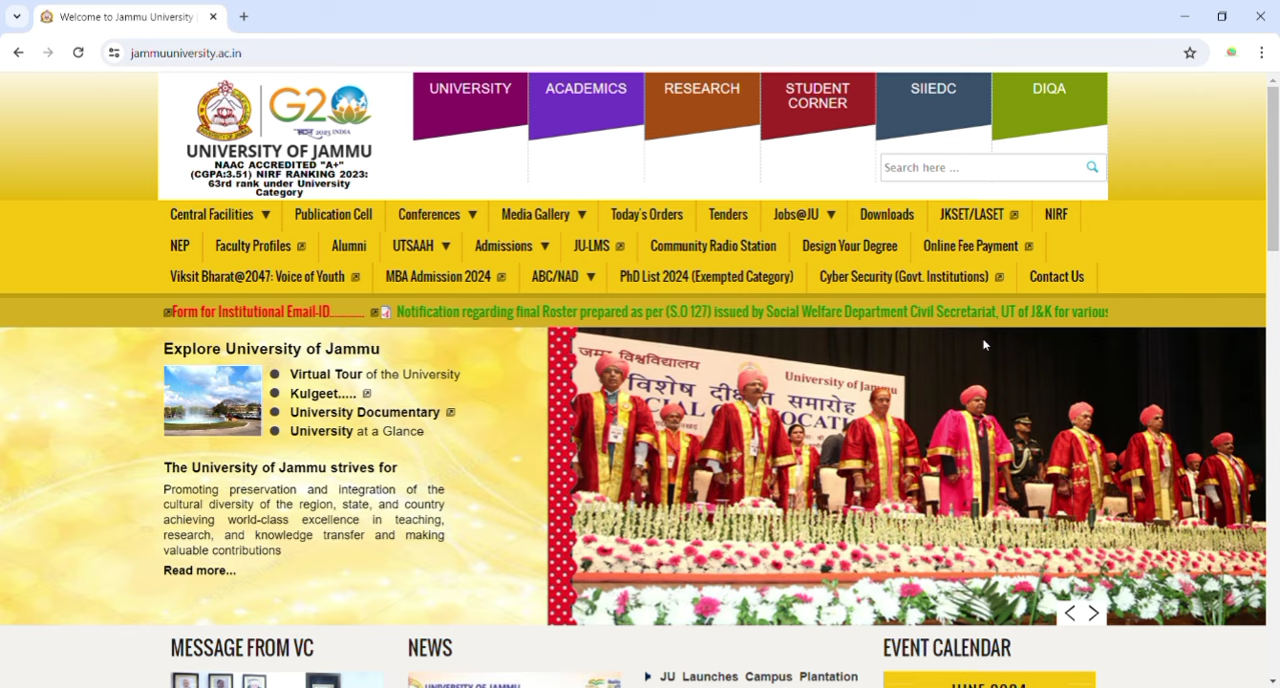 Welcome to Jammu University
jammuuniversity.ac.in
G20
2023 INDIA
UNIVERSITY OF JAMMU
NAAC ACCREDITED "A+"
(CGPA:3.51) NIRF RANKING 2023:
63rd rank under University
Category
UNIVERSITY
ACADEMICS
RESEARCH
STUDENT
CORNER
SIIEDC
DIQA
Search here ...
Central Facilities ▼ Publication Cell Conferences ▼ Media Gallery ▼ Today's Orders Tenders Jobs@JU ▼ Downloads JKSET/LASET NIRF
NEP Faculty Profiles Alumni UTSAAH ▼ Admissions ▼ JU-LMS Community Radio Station Design Your Degree Online Fee Payment
Viksit Bharat@2047: Voice of Youth MBA Admission 2024 ABC/NAD ▼ PhD List 2024 (Exempted Category) Cyber Security (Govt. Institutions) Contact Us
Form for Institutional Email-ID........... Notification regarding final Roster prepared as per (S.O 127) issued by Social Welfare Department Civil Secretariat, UT of J&K for various
Explore University of Jammu
Virtual Tour of the University
Kulgeet.....
University Documentary
University at a Glance
The University of Jammu strives for
Promoting preservation and integration of the
cultural diversity of the region, state, and country
achieving world-class excellence in teaching,
research, and knowledge transfer and making
valuable contributions
Read more...
जम्मू विश्वविद्यालय
University of Jammu
विशेष दीक्षांत समारोह
MESSAGE FROM VC
NEWS
UNIVERSITY OF JAMMU
JU Launches Campus Plantation
EVENT CALENDAR
JUNE 2024